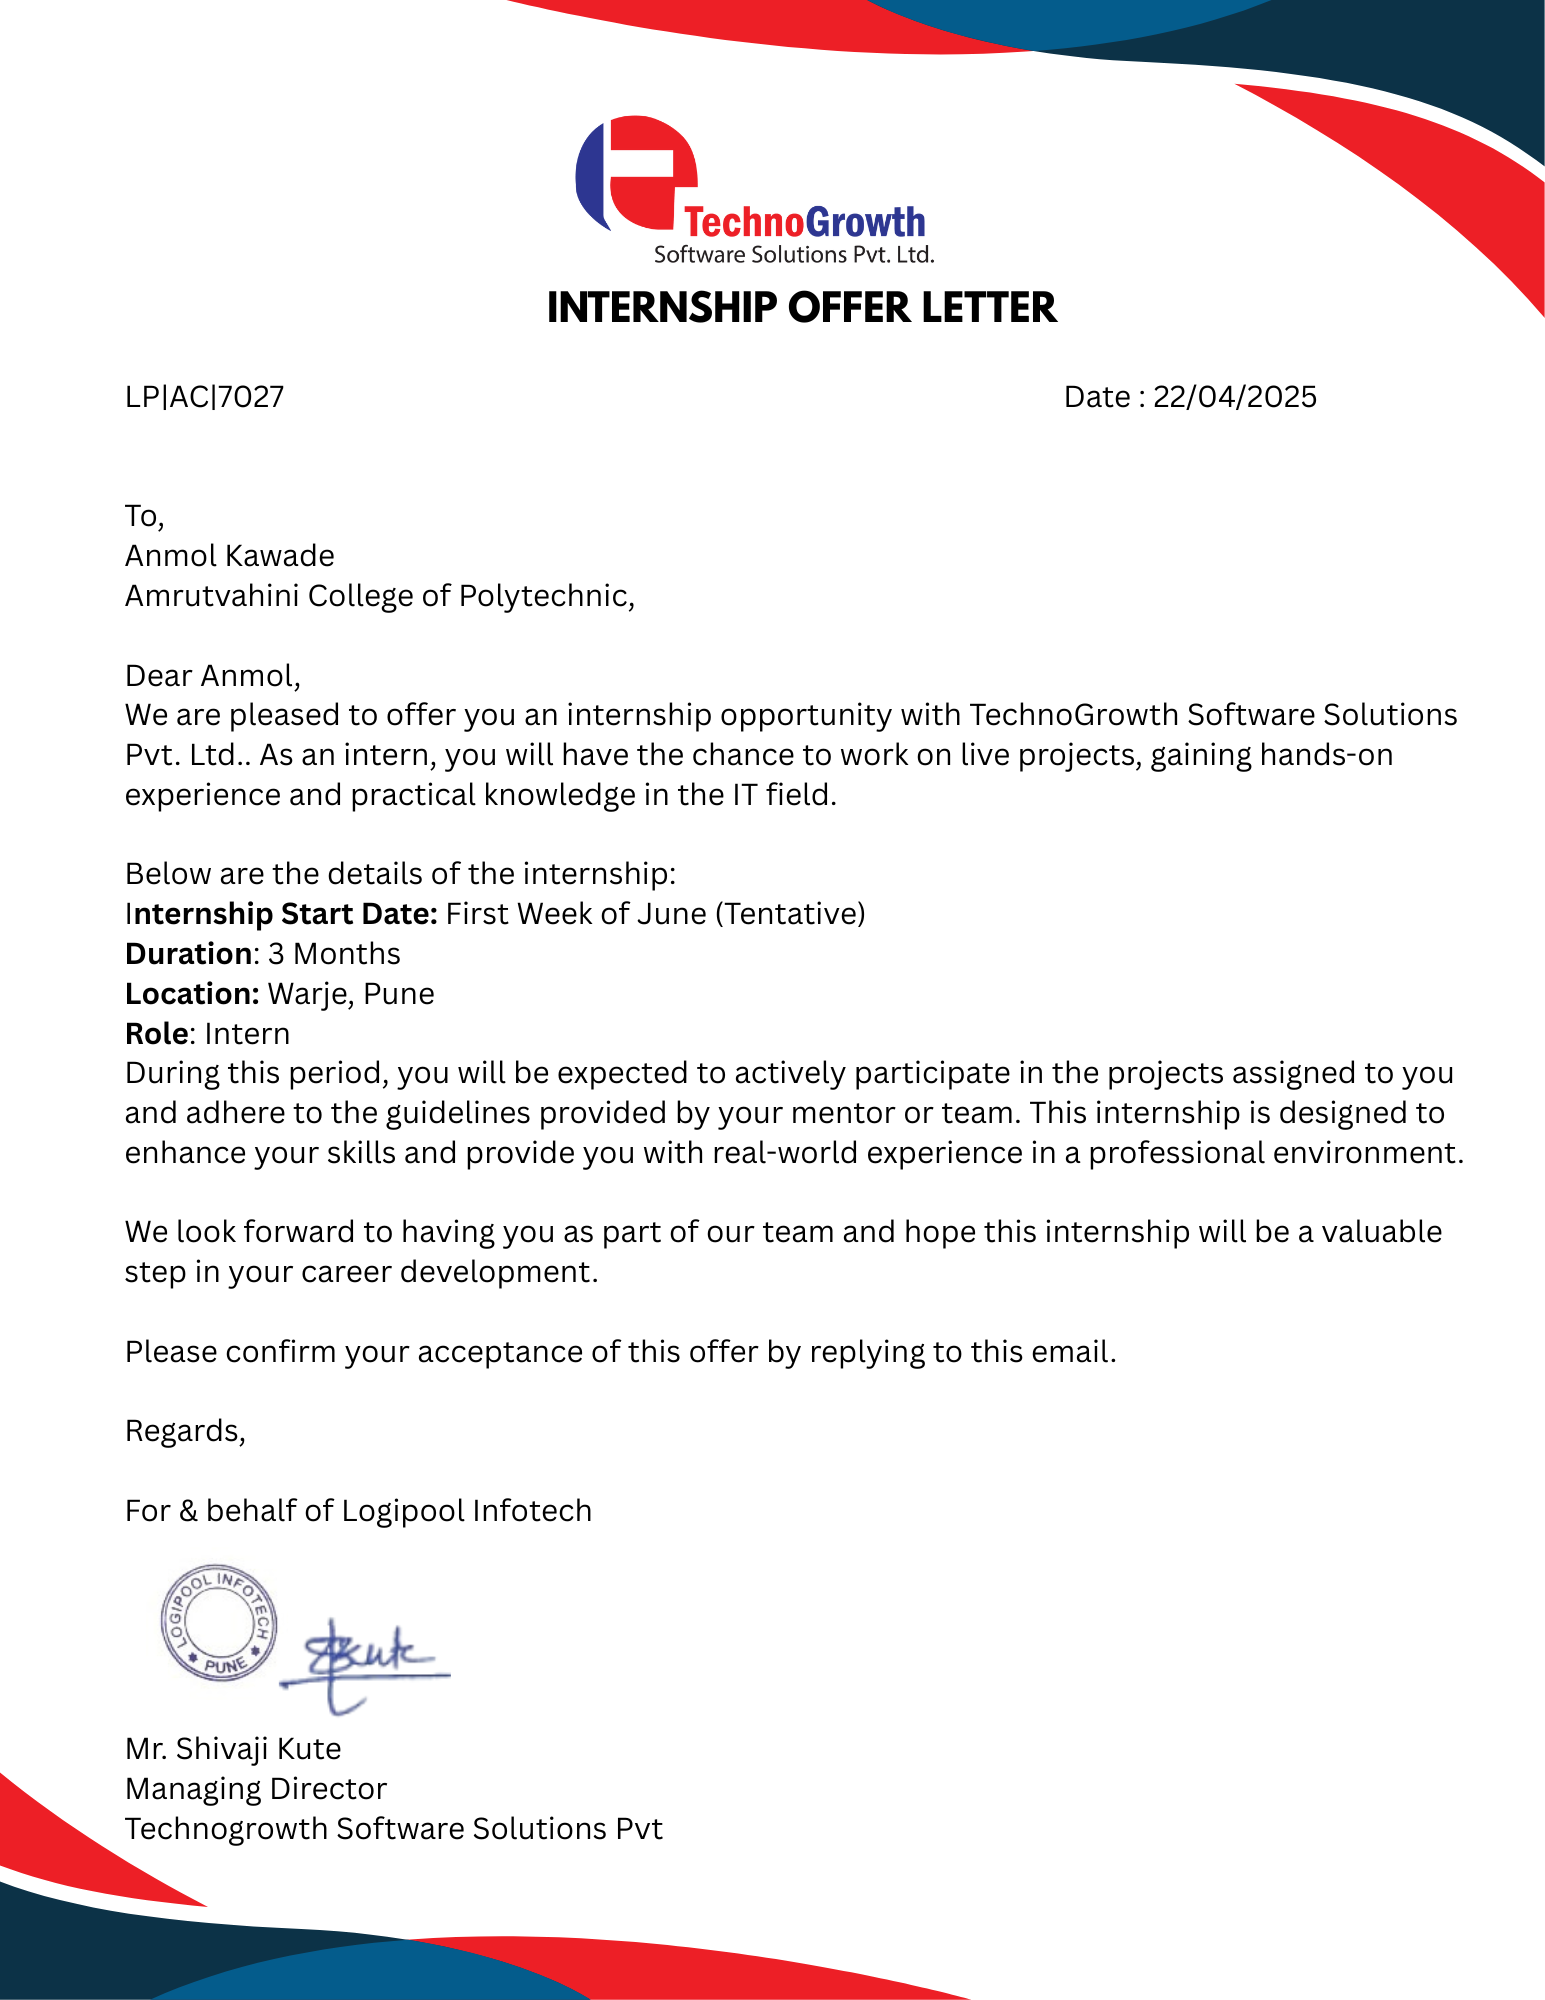 TechnoGrowth
Software Solutions Pvt. Ltd.
INTERNSHIP OFFER LETTER
LP|AC|7027 Date : 22/04/2025
To,
Anmol Kawade
Amrutvahini College of Polytechnic,
Dear Anmol,
We are pleased to offer you an internship opportunity with TechnoGrowth Software Solutions
Pvt. Ltd.. As an intern, you will have the chance to work on live projects, gaining hands-on
experience and practical knowledge in the IT field.
Below are the details of the internship:
Internship Start Date: First Week of June (Tentative)
Duration: 3 Months
Location: Warje, Pune
Role: Intern
During this period, you will be expected to actively participate in the projects assigned to you
and adhere to the guidelines provided by your mentor or team. This internship is designed to
enhance your skills and provide you with real-world experience in a professional environment.
We look forward to having you as part of our team and hope this internship will be a valuable
step in your career development.
Please confirm your acceptance of this offer by replying to this email.
Regards,
For & behalf of Logipool Infotech
LOGIPOOL INFOTECH
PUNE
SKute
Mr. Shivaji Kute
Managing Director
Technogrowth Software Solutions Pvt